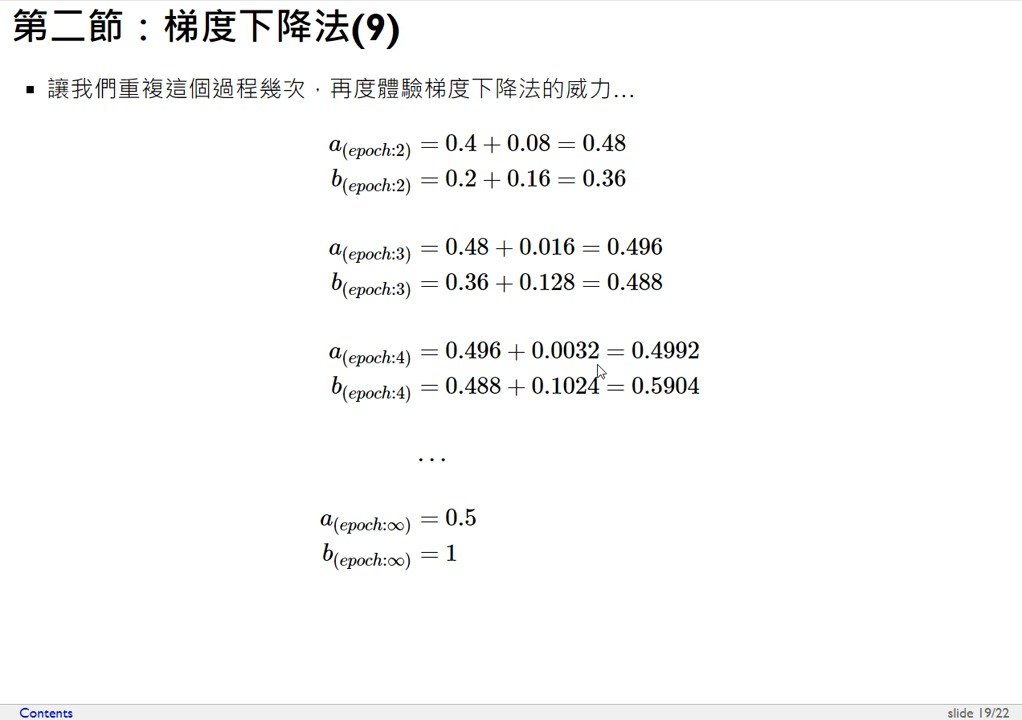 第二節：梯度下降法(9)
讓我們重複這個過程幾次，再度體驗梯度下降法的威力…
a(epoch:2) = 0.4 + 0.08 = 0.48
b(epoch:2) = 0.2 + 0.16 = 0.36
a(epoch:3) = 0.48 + 0.016 = 0.496
b(epoch:3) = 0.36 + 0.128 = 0.488
a(epoch:4) = 0.496 + 0.0032 = 0.4992
b(epoch:4) = 0.488 + 0.1024 = 0.5904
...
a(epoch:∞) = 0.5
b(epoch:∞) = 1
Contents
slide 19/22